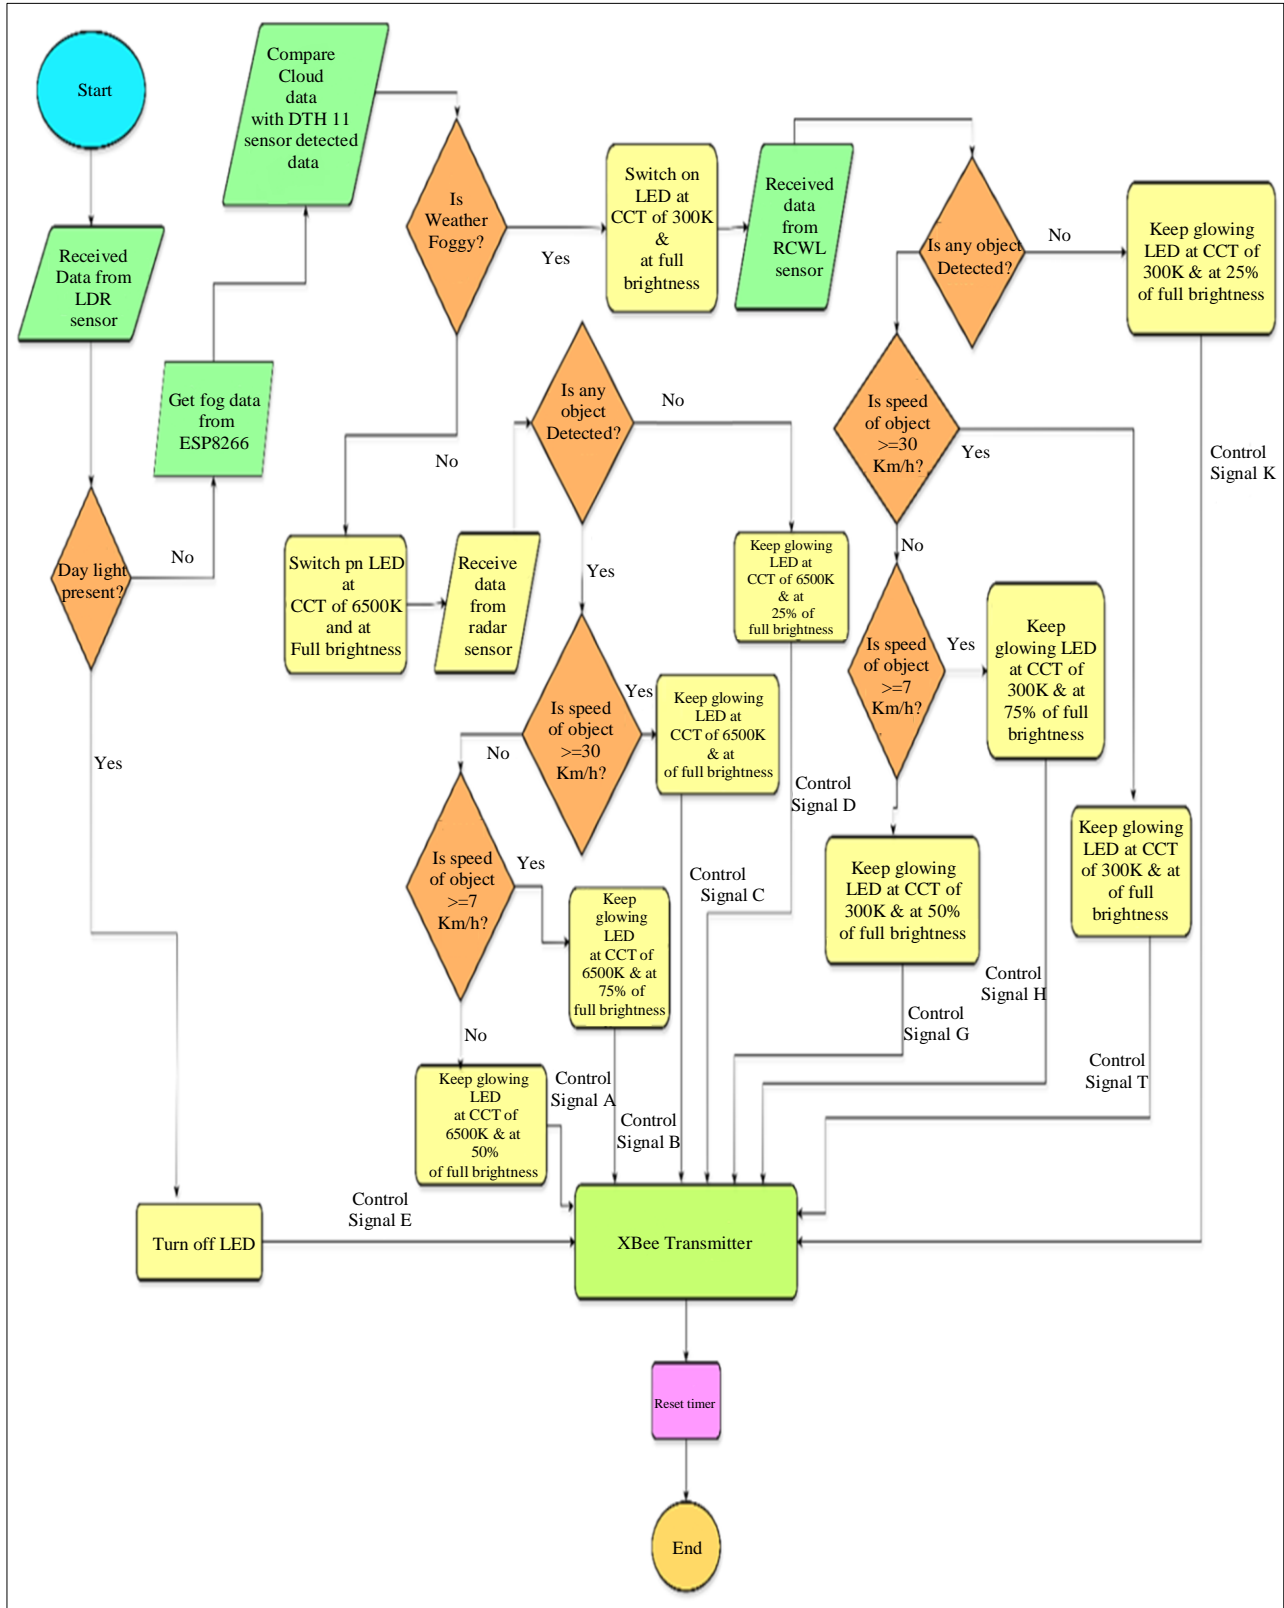 Start
Received
Data from
LDR
sensor
Day light
present?
No
Yes
Get fog data
from
ESP8266
Compare
Cloud
data
with DTH 11
sensor detected
data
Is
Weather
Foggy?
Yes
No
Switch on
LED at
CCT of 300K
&
at full
brightness
Received
data
from
RCWL
sensor
Is any object
Detected?
No
Keep glowing
LED at CCT of
300K & at 25%
of full brightness
Control
Signal K
Is speed
of object
>=30
Km/h?
Yes
No
Is speed
of object
>=7
Km/h?
Yes
Keep
glowing LED
at CCT of
300K & at
75% of full
brightness
Keep glowing
LED at CCT of
300K & at 50%
of full brightness
Keep glowing
LED at CCT
of 300K & at
of full
brightness
Control
Signal G
Control
Signal H
Control
Signal T
Switch pn LED
at
CCT of 6500K
and at
Full brightness
Receive
data
from
radar
sensor
Is any
object
Detected?
No
Yes
Keep glowing
LED at
CCT of 6500K
& at
25% of
full brightness
Control
Signal D
Is speed
of object
>=30
Km/h?
Yes
No
Keep glowing
LED at
CCT of 6500K
& at
of full brightness
Control
Signal C
Is speed
of object
>=7
Km/h?
Yes
No
Keep
glowing
LED
at CCT of
6500K & at
75% of
full brightness
Control
Signal B
Keep glowing
LED
at CCT of
6500K & at
50%
of full brightness
Control
Signal A
Turn off LED
Control
Signal E
XBee Transmitter
Reset timer
End